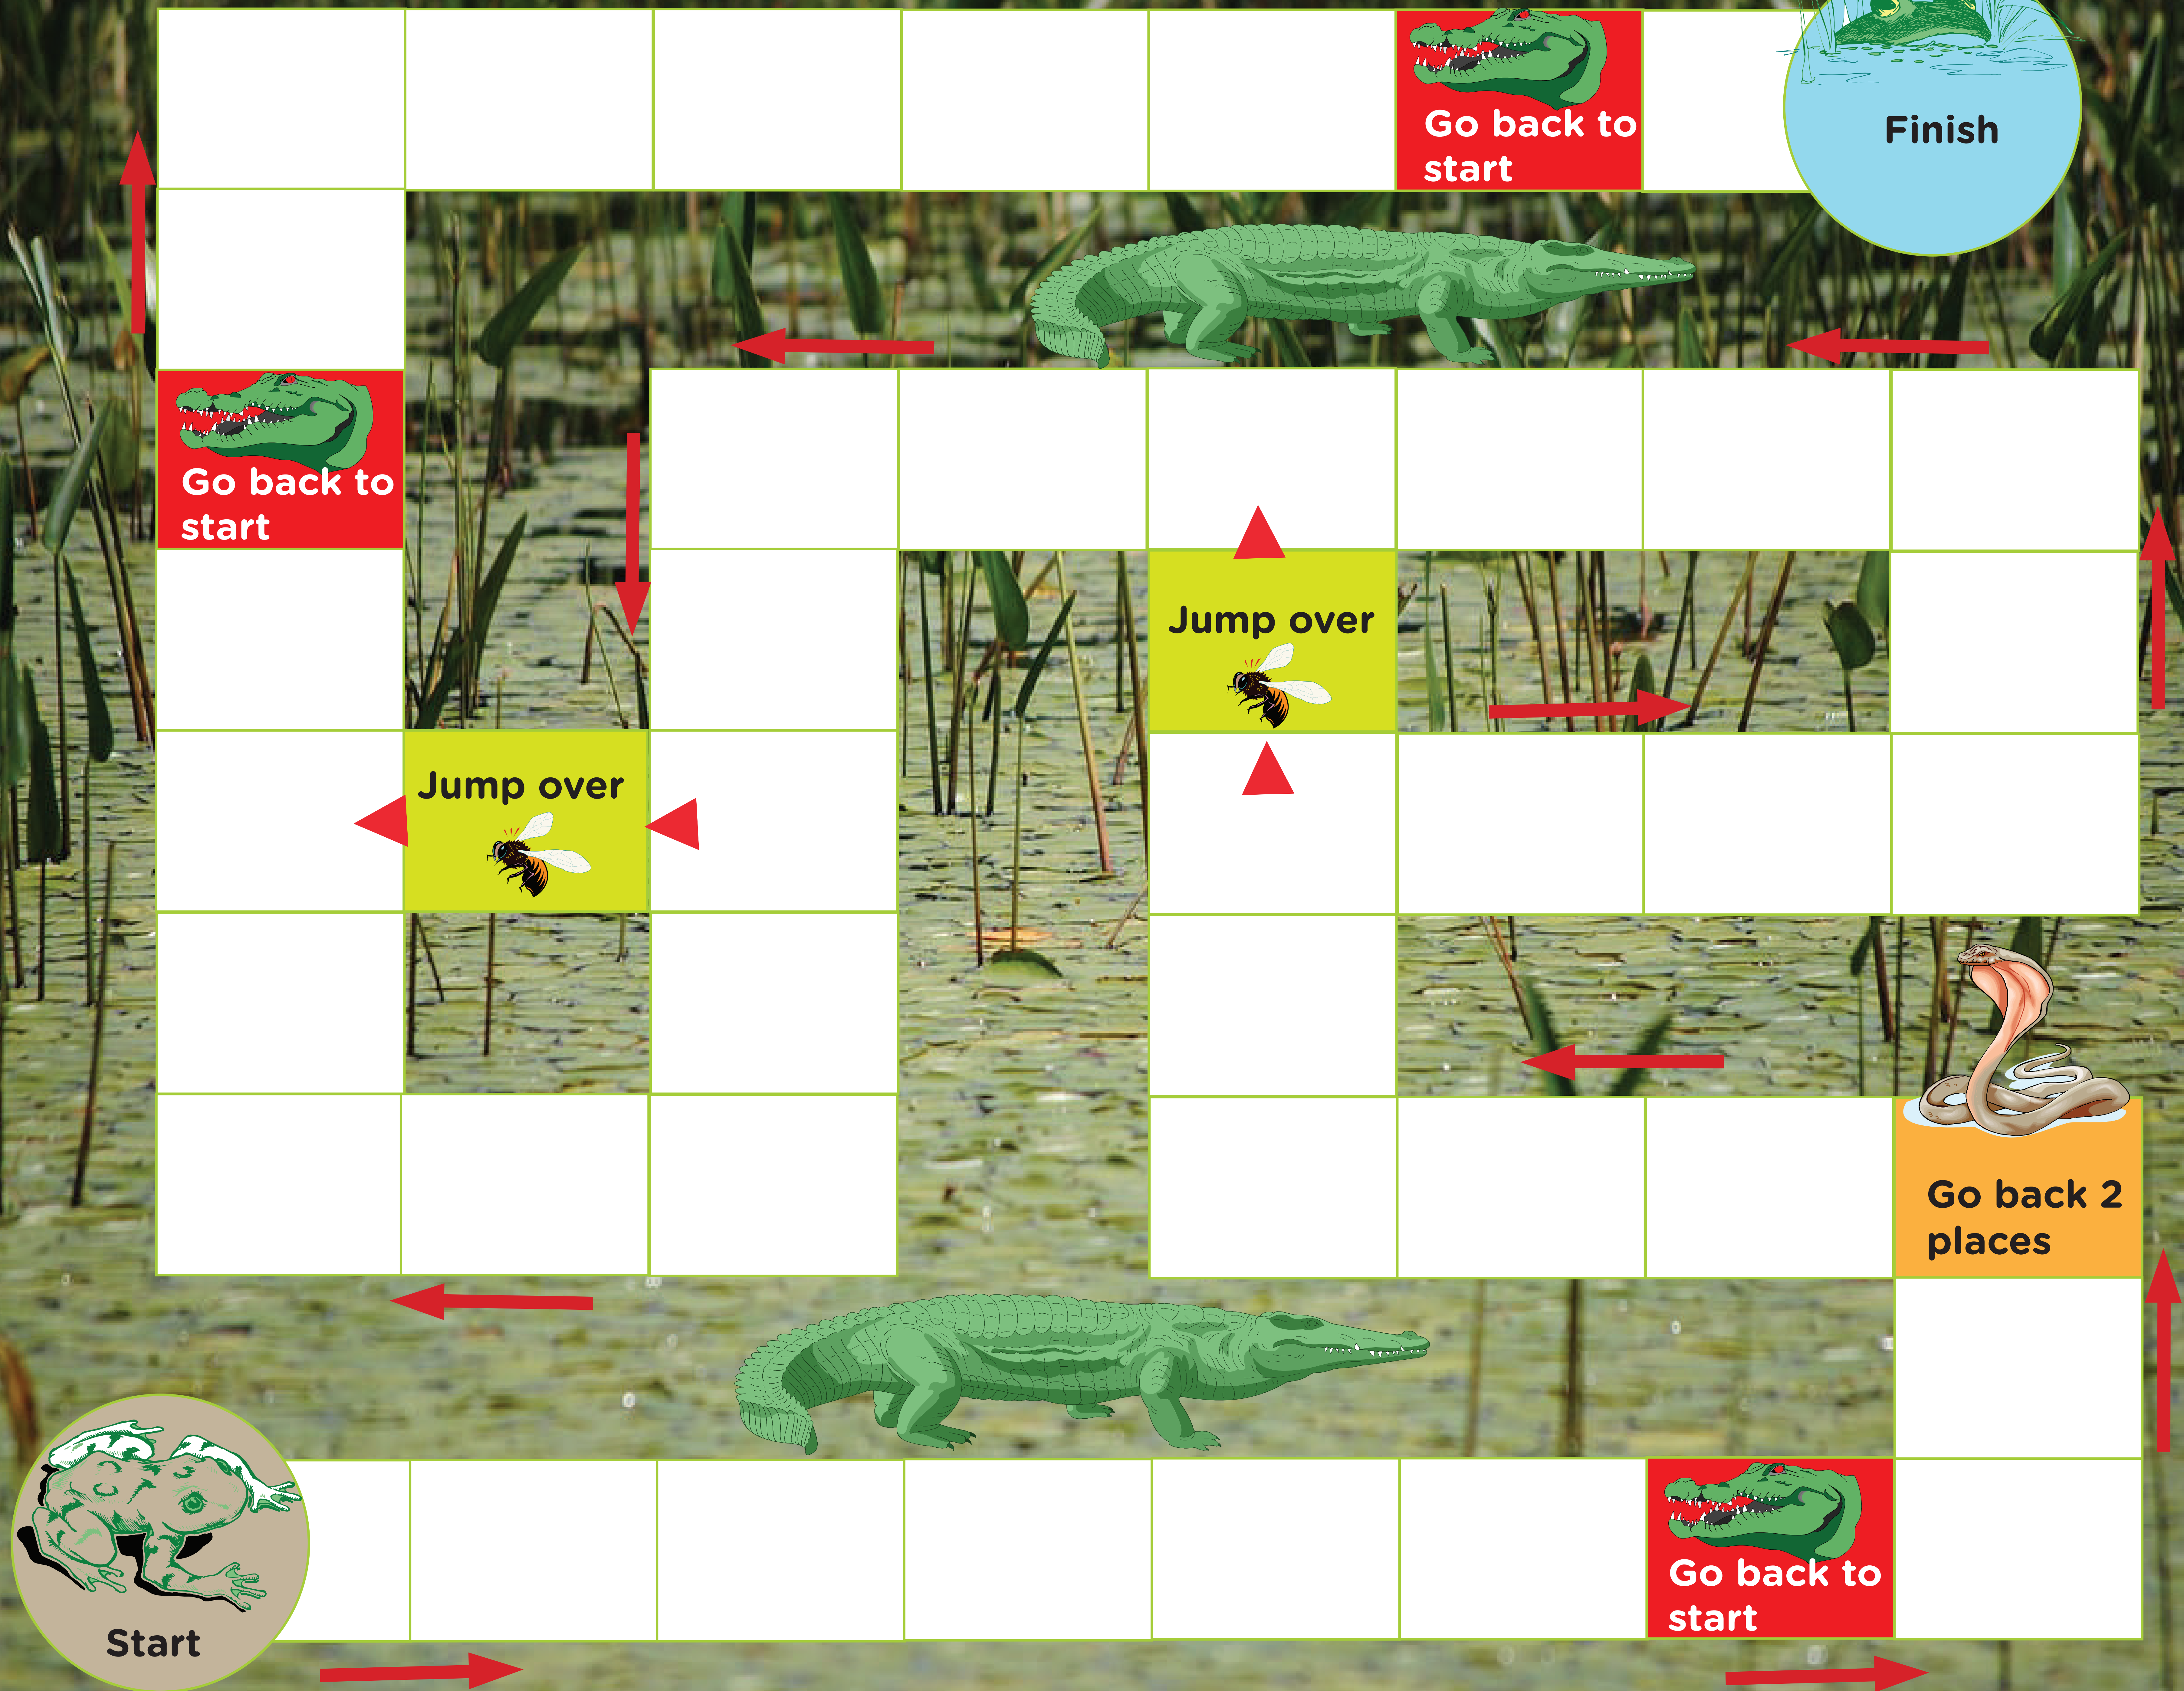 Go back to
start
Finish
Go back to
start
Jump over
Jump over
Go back 2
places
Start
Go back to
start